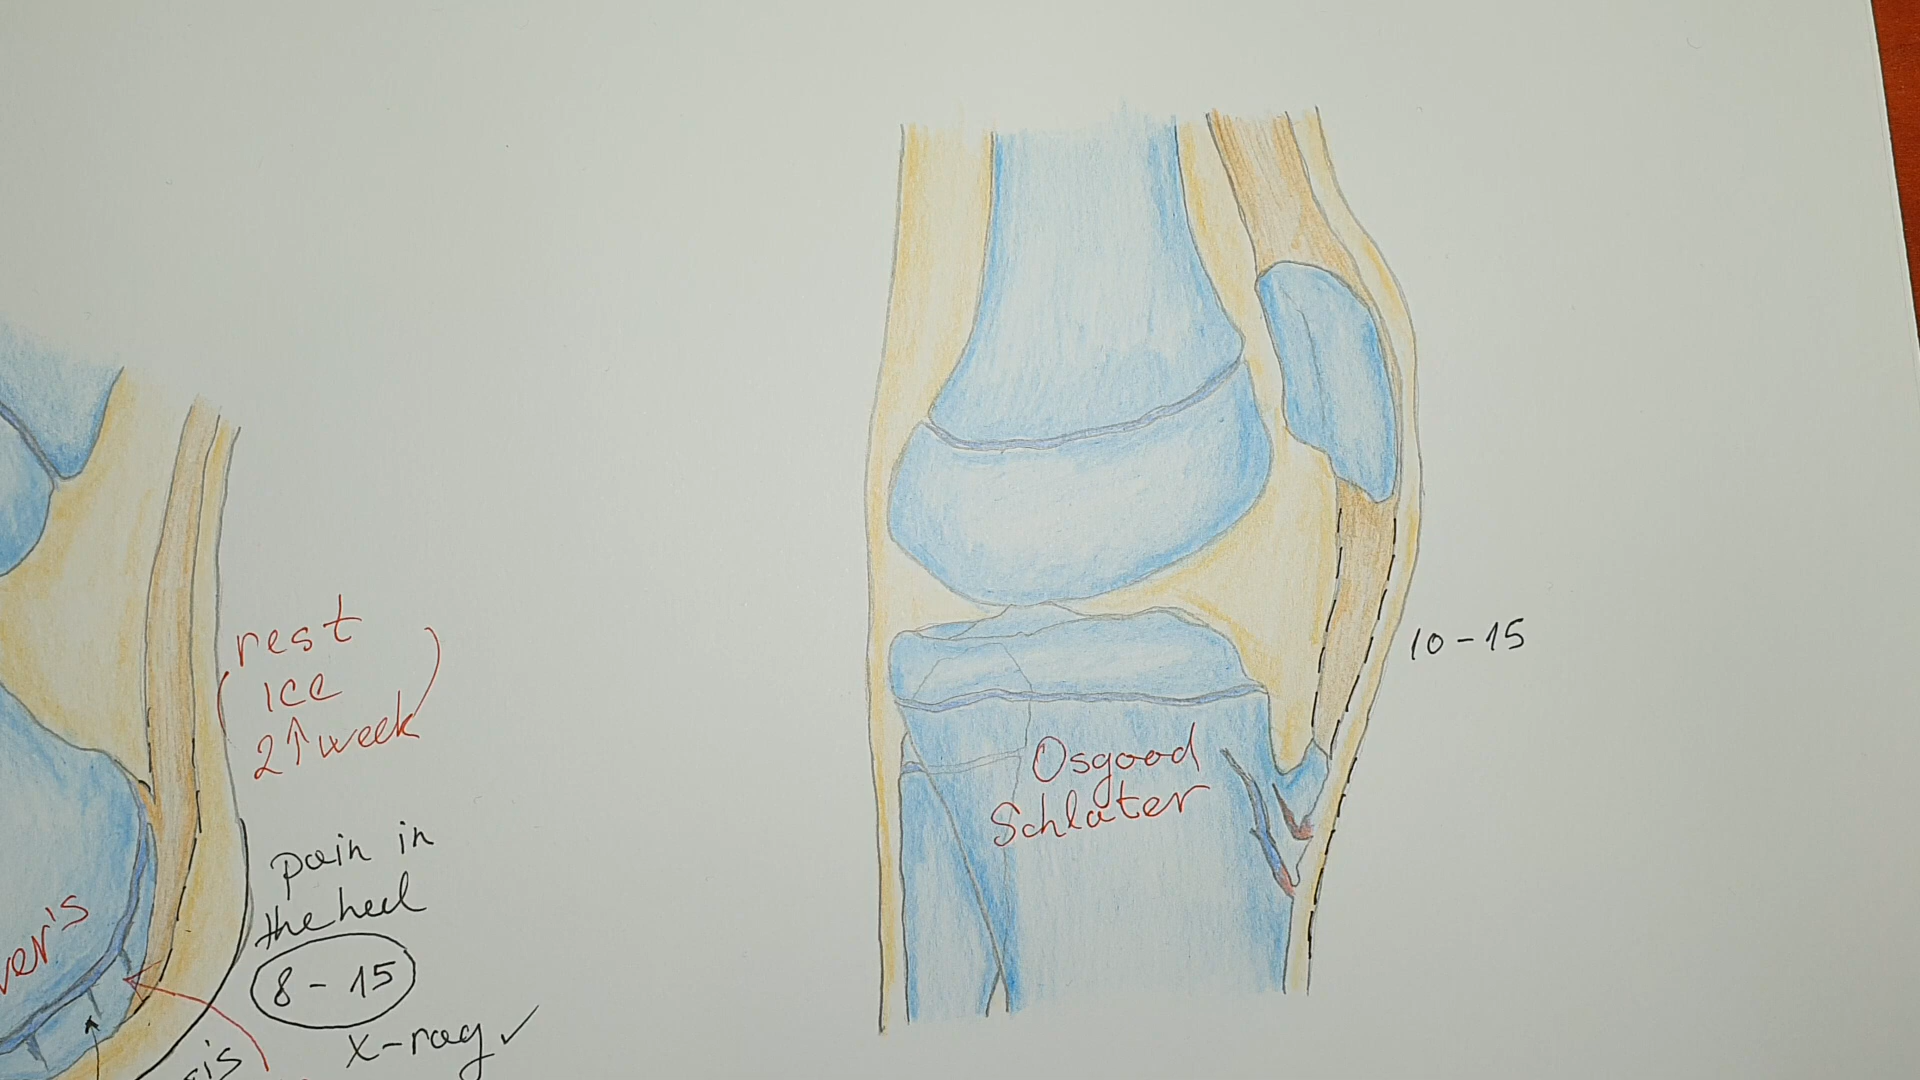 rest
ice
2↑ week
pain in
the heel
8 - 15
x-ray ✓
10 - 15
Osgood
Schlater